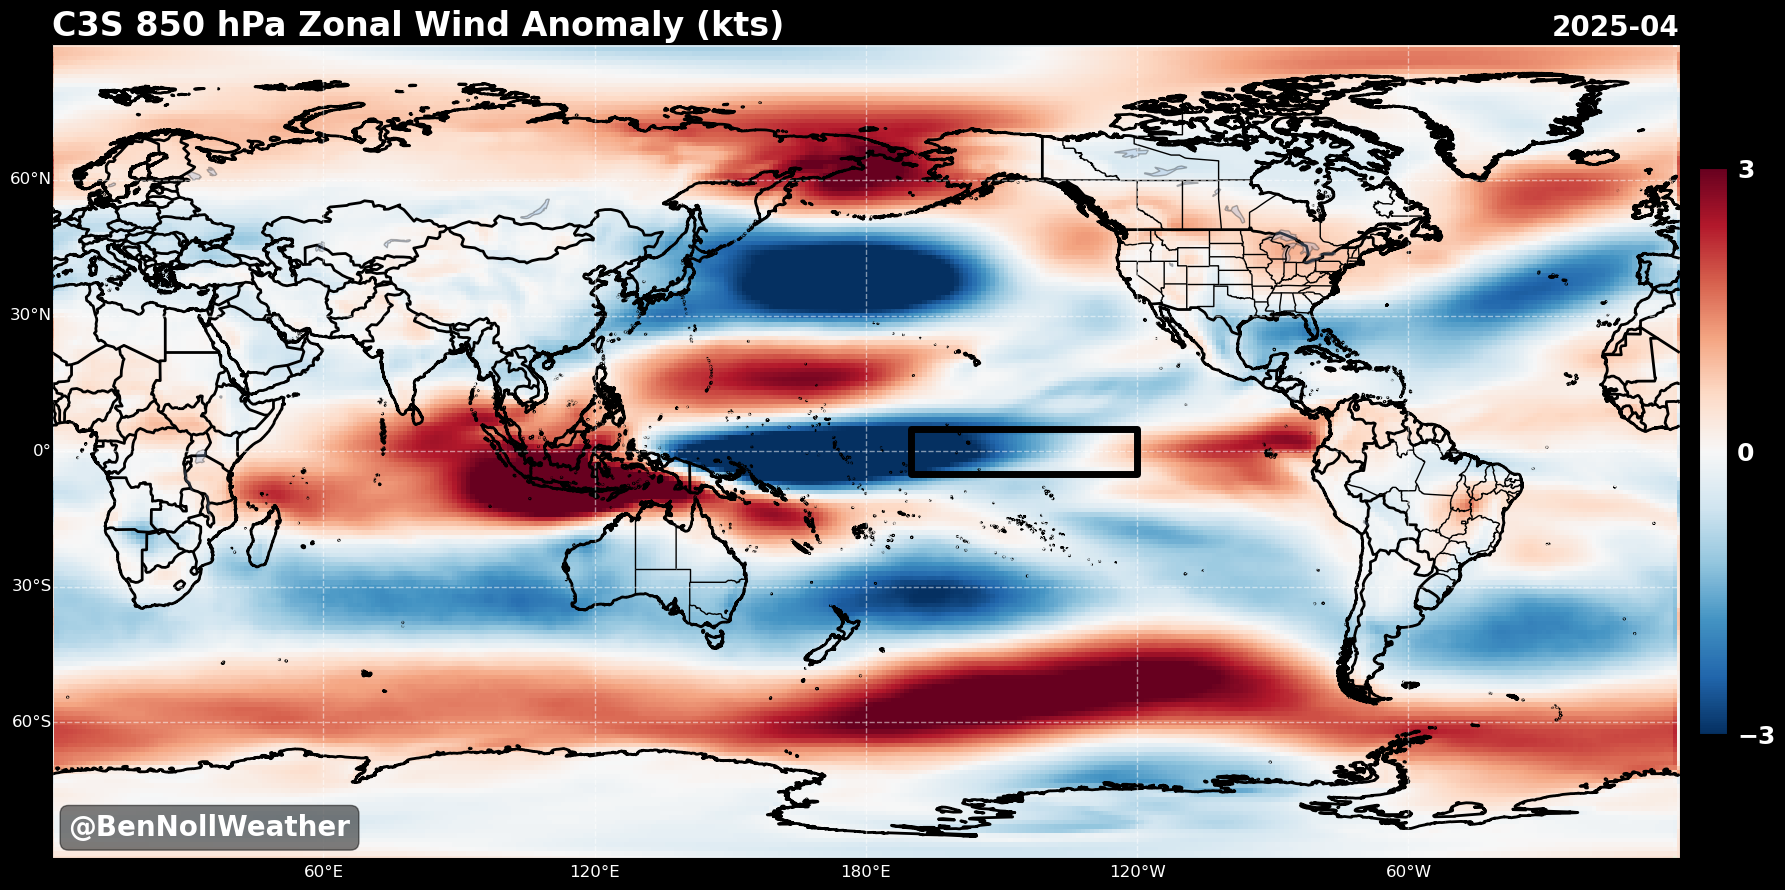 C3S 850 hPa Zonal Wind Anomaly (kts)
2025-04
60°N
30°N
0°
30°S
60°S
3
0
−3
@BenNollWeather
60°E
120°E
180°E
120°W
60°W